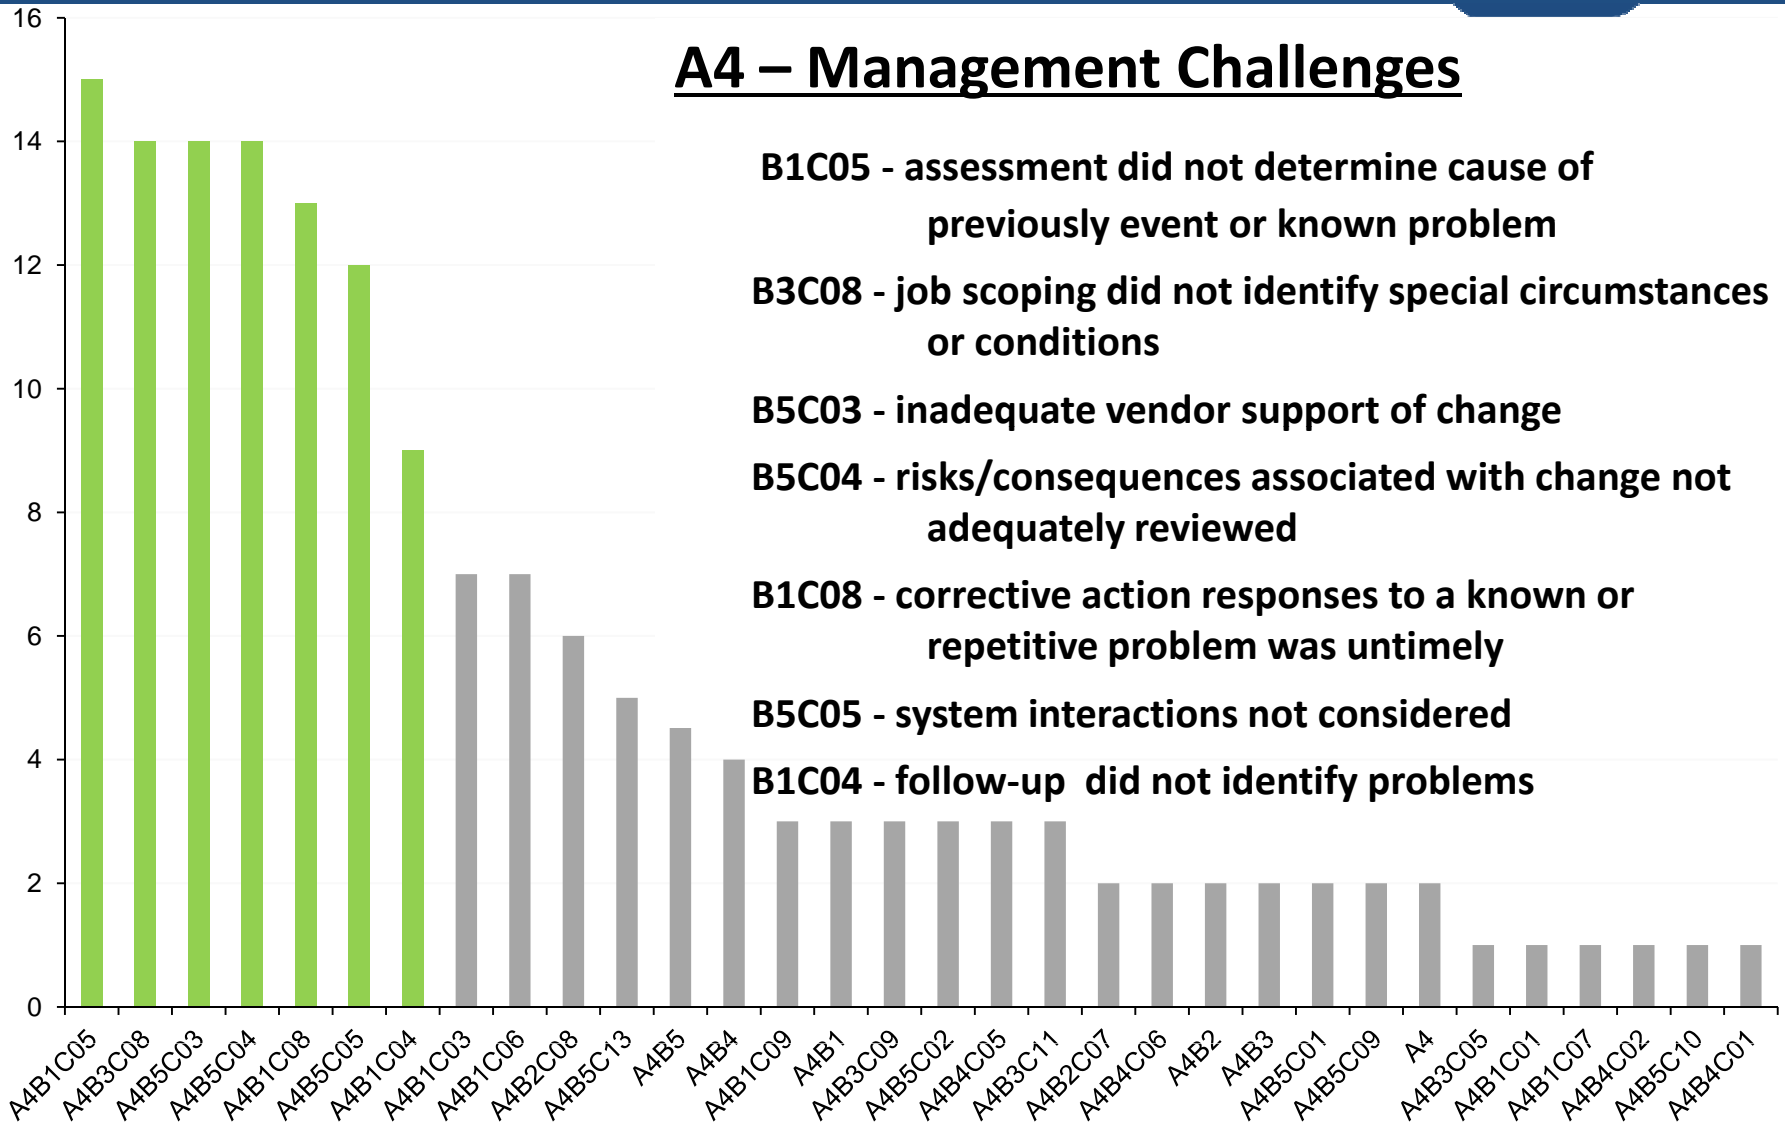 A4 – Management Challenges
B1C05 - assessment did not determine cause of
previously event or known problem
B3C08 - job scoping did not identify special circumstances
or conditions
B5C03 - inadequate vendor support of change
B5C04 - risks/consequences associated with change not
adequately reviewed
B1C08 - corrective action responses to a known or
repetitive problem was untimely
B5C05 - system interactions not considered
B1C04 - follow-up  did not identify problems
16
14
12
10
8
6
4
2
0
A4B1C05
A4B3C08
A4B5C03
A4B5C04
A4B1C08
A4B5C05
A4B1C04
A4B1C03
A4B1C06
A4B2C08
A4B5C13
A4B5
A4B4
A4B1C09
A4B1
A4B3C09
A4B5C02
A4B4C05
A4B3C11
A4B2C07
A4B4C06
A4B2
A4B3
A4B5C01
A4B5C09
A4
A4B3C05
A4B1C01
A4B1C07
A4B4C02
A4B5C10
A4B4C01